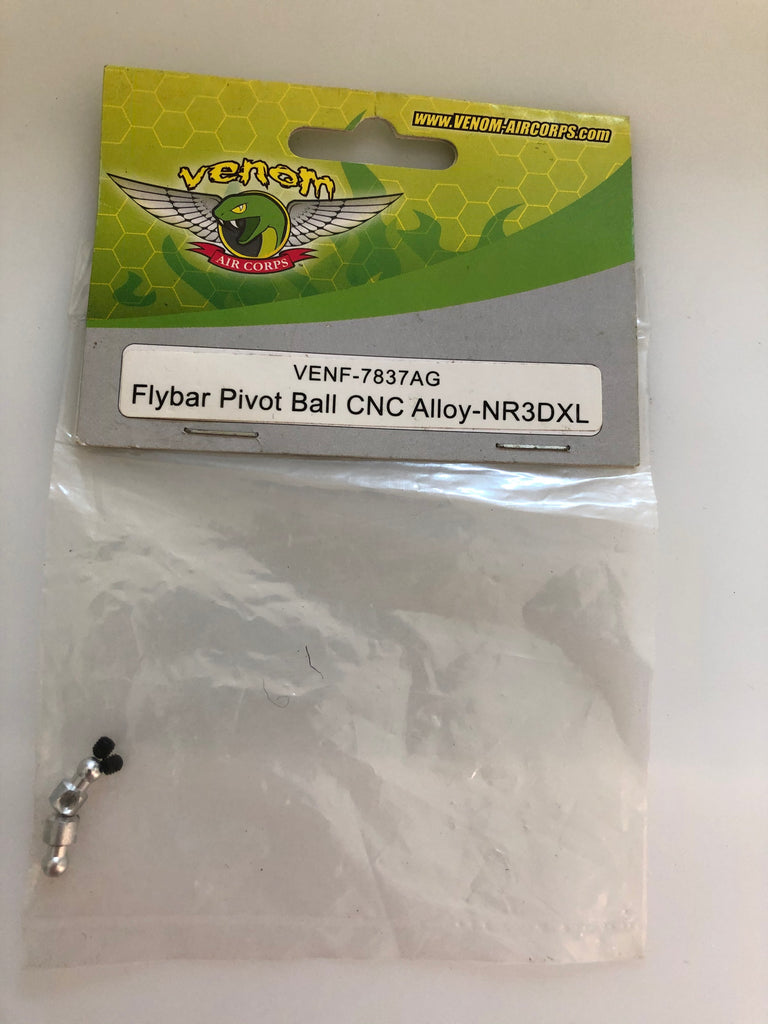 www.VENOM-AIRCORPS.com
venom
AIR CORPS
VENF-7837AG
Flybar Pivot Ball CNC Alloy-NR3DXL